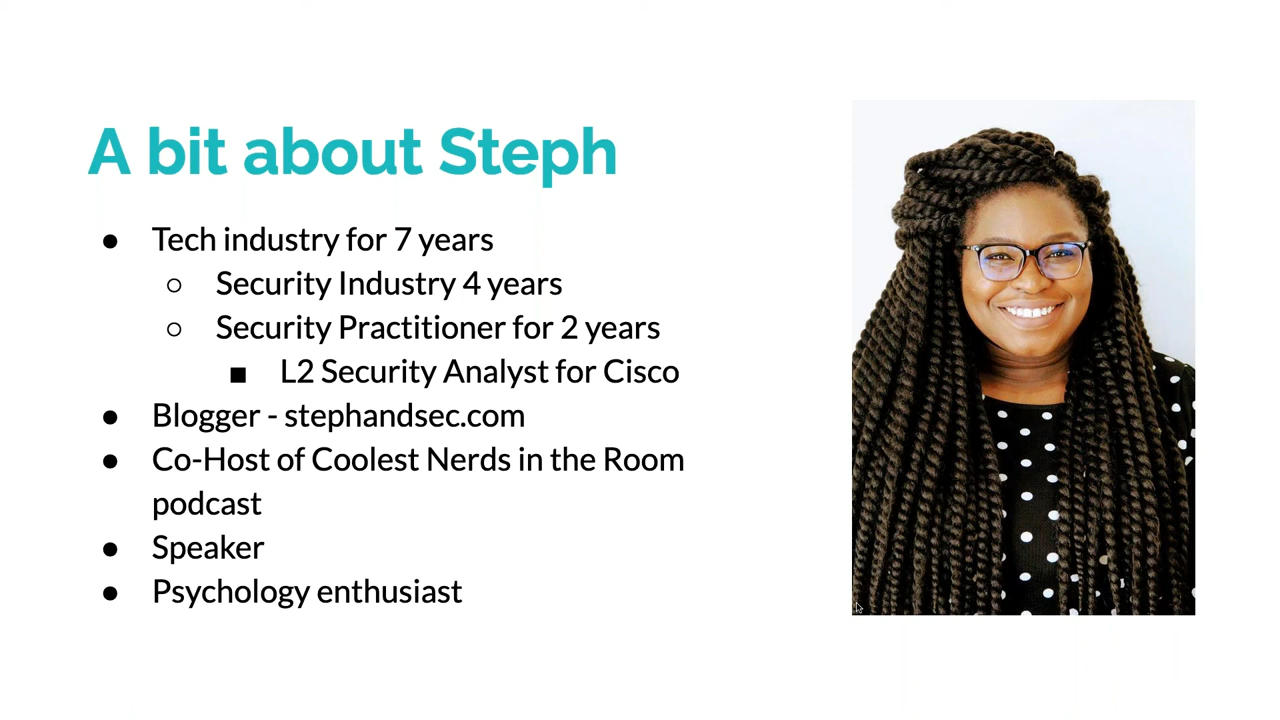 A bit about Steph
● Tech industry for 7 years
○ Security Industry 4 years
○ Security Practitioner for 2 years
■ L2 Security Analyst for Cisco
● Blogger - stephandsec.com
● Co-Host of Coolest Nerds in the Room
podcast
● Speaker
● Psychology enthusiast